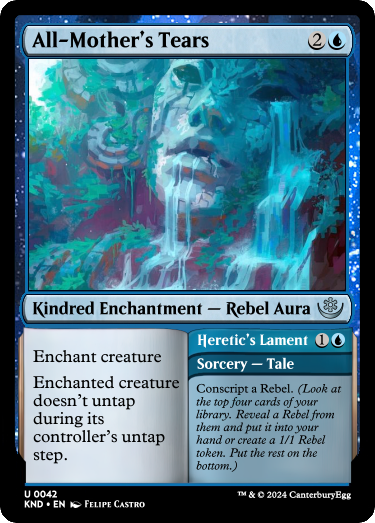 All-Mother's Tears 2
Kindred Enchantment — Rebel Aura
Enchant creature
Enchanted creature
doesn't untap
during its
controller's untap
step.
Heretic's Lament 1
Sorcery — Tale
Conscript a Rebel. (Look at
the top four cards of your
library. Reveal a Rebel from
them and put it into your
hand or create a 1/1 Rebel
token. Put the rest on the
bottom.)
U 0042
KND • EN Felipe Castro
™ & © 2024 CanterburyEgg